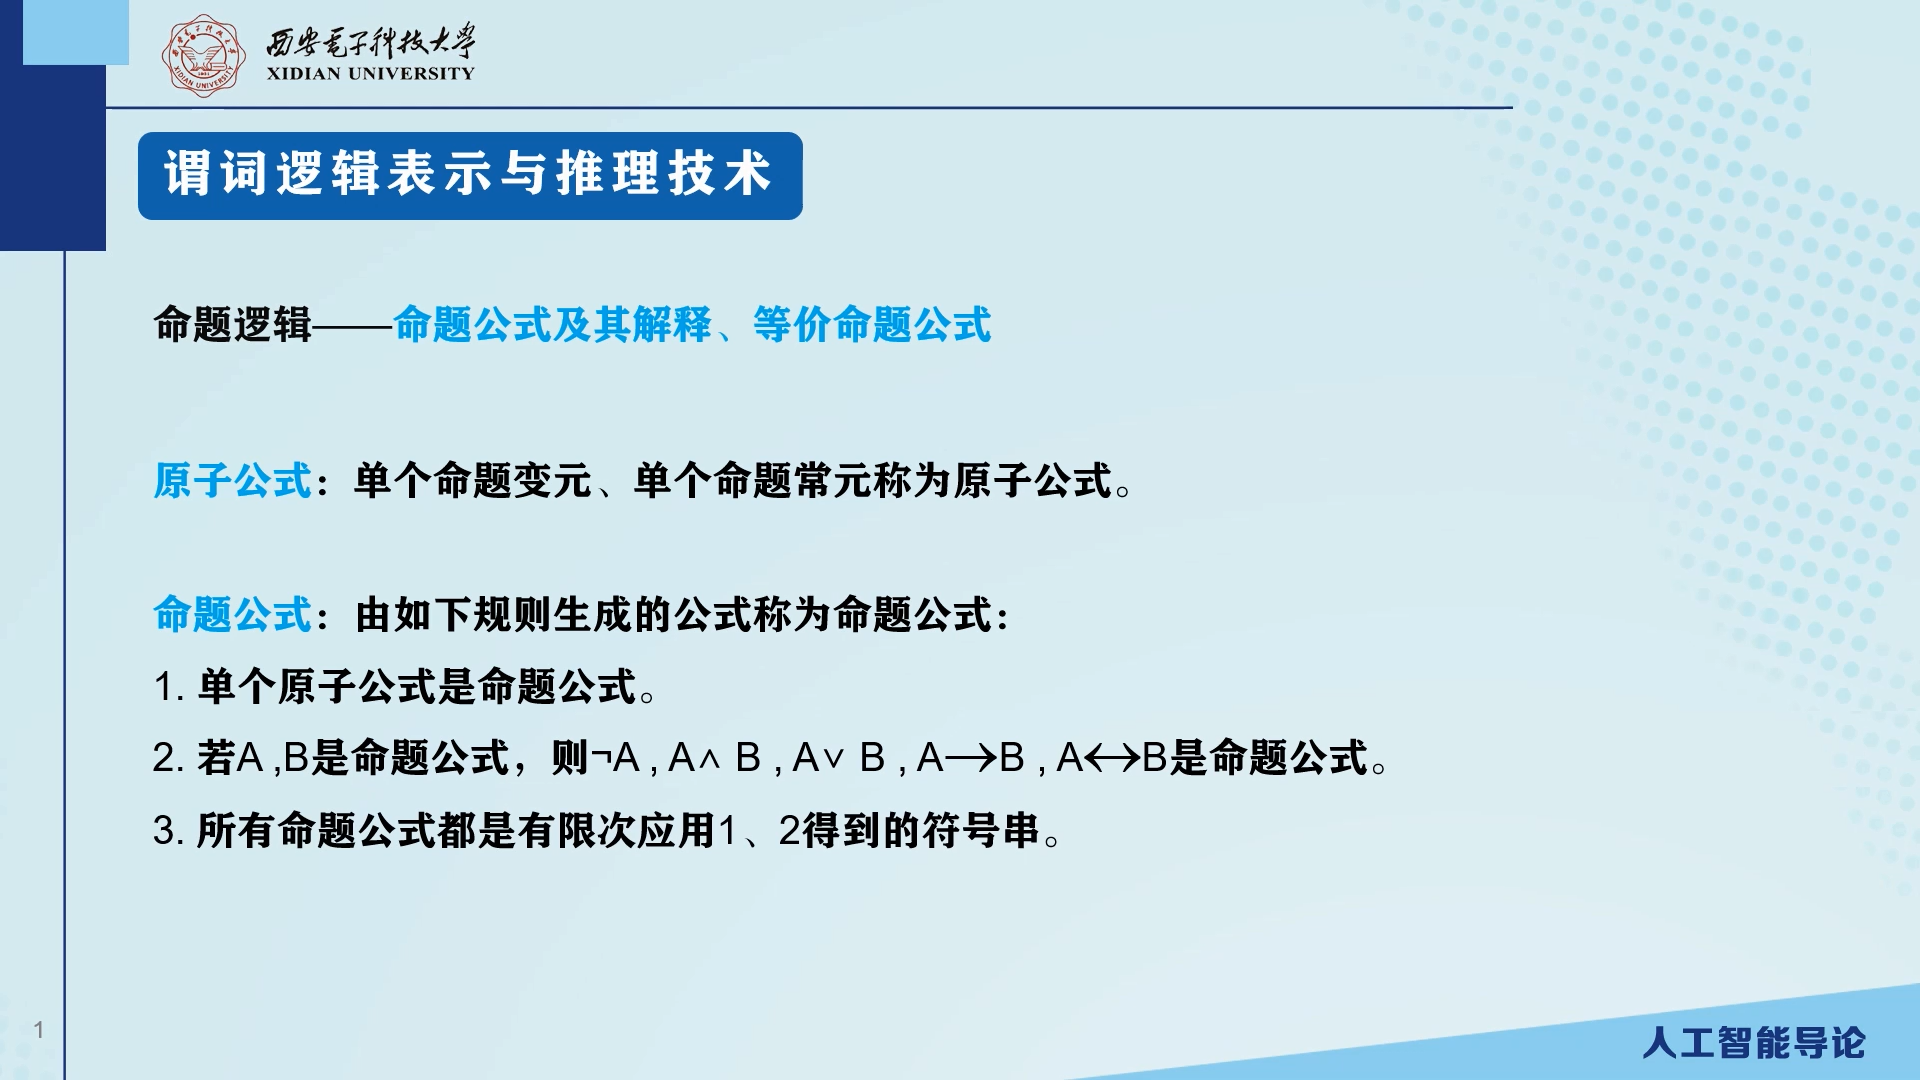 西安电子科技大学
XIDIAN UNIVERSITY
谓词逻辑表示与推理技术
命题逻辑——命题公式及其解释、等价命题公式
原子公式：单个命题变元、单个命题常元称为原子公式。
命题公式：由如下规则生成的公式称为命题公式：
1. 单个原子公式是命题公式。
2. 若A ,B是命题公式，则¬A , A∧ B , A∨ B , A→B , A↔B是命题公式。
3. 所有命题公式都是有限次应用1、2得到的符号串。
1
人工智能导论